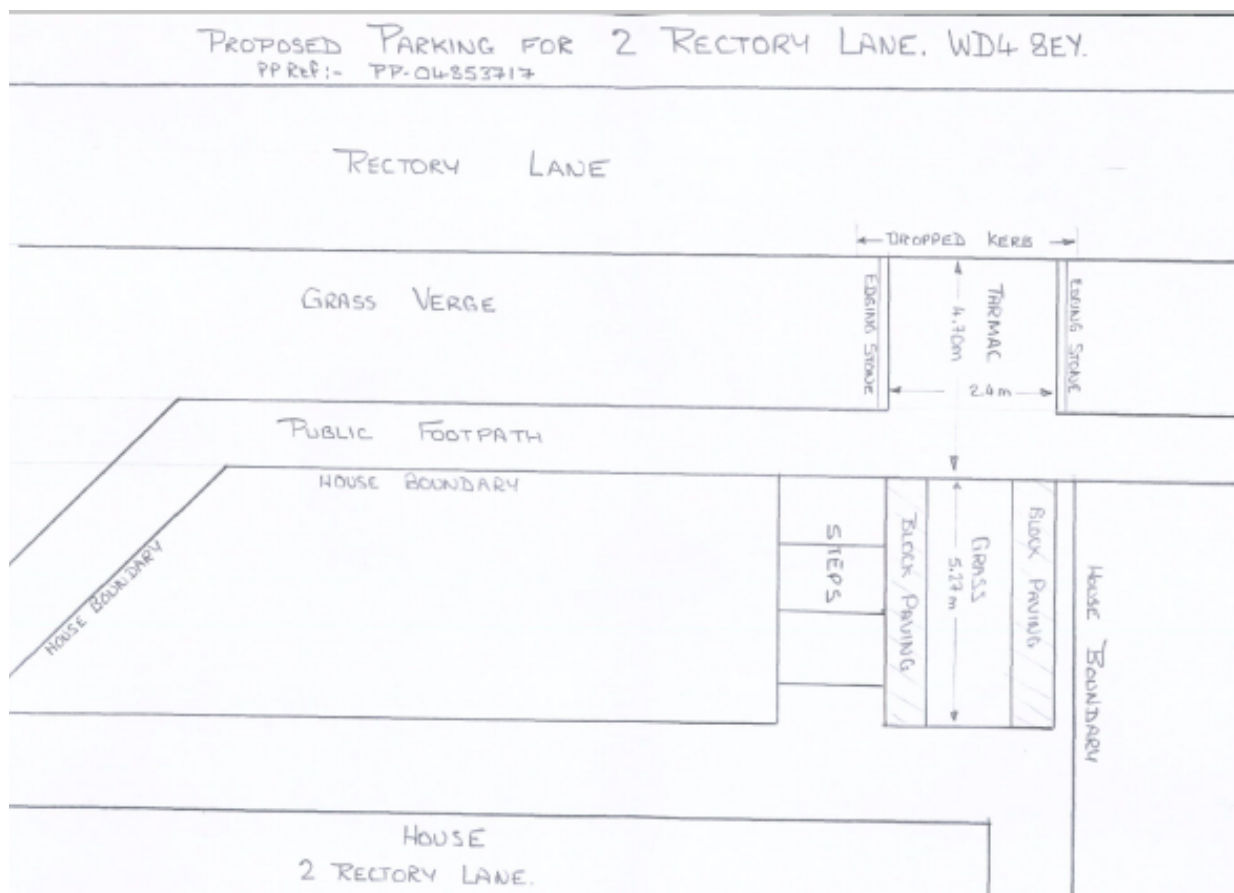 PROPOSED PARKING FOR 2 RECTORY LANE. WD4 8EY.
PP Ref:- PP-04853717
RECTORY LANE
DROPPED KERB
GRASS VERGE
EDGING STONE
TARMAC
4.70m
2.4m
EDGING STONE
PUBLIC FOOTPATH
HOUSE BOUNDARY
HOUSE BOUNDARY
STEPS
BLOCK PAVING
GRASS
5.27m
BLOCK PAVING
HOUSE BOUNDARY
HOUSE
2 RECTORY LANE.